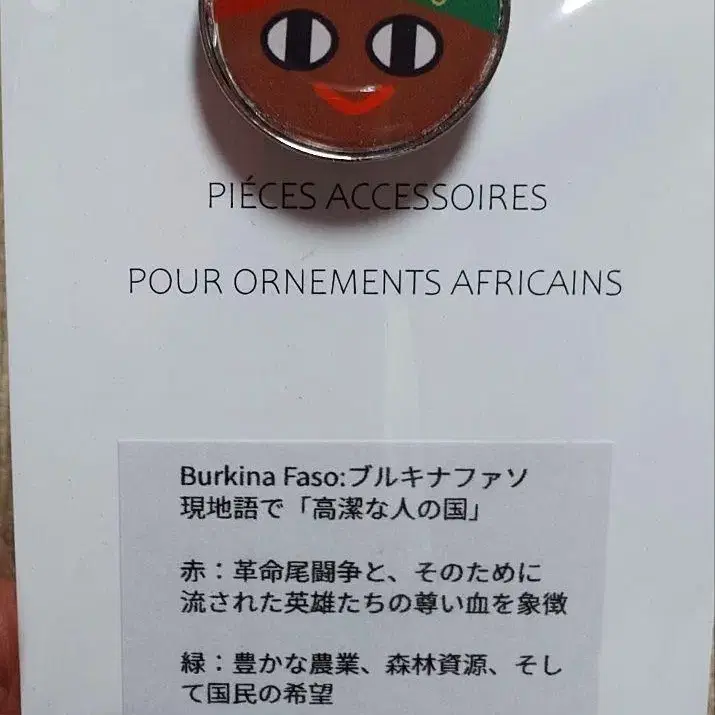 PIÉCES ACCESSOIRES
POUR ORNEMENTS AFRICAINS
Burkina Faso:ブルキナファソ
現地語で「高潔な人の国」
赤：革命尾闘争と、そのために
流された英雄たちの尊い血を象徴
緑：豊かな農業、森林資源、そし
て国民の希望